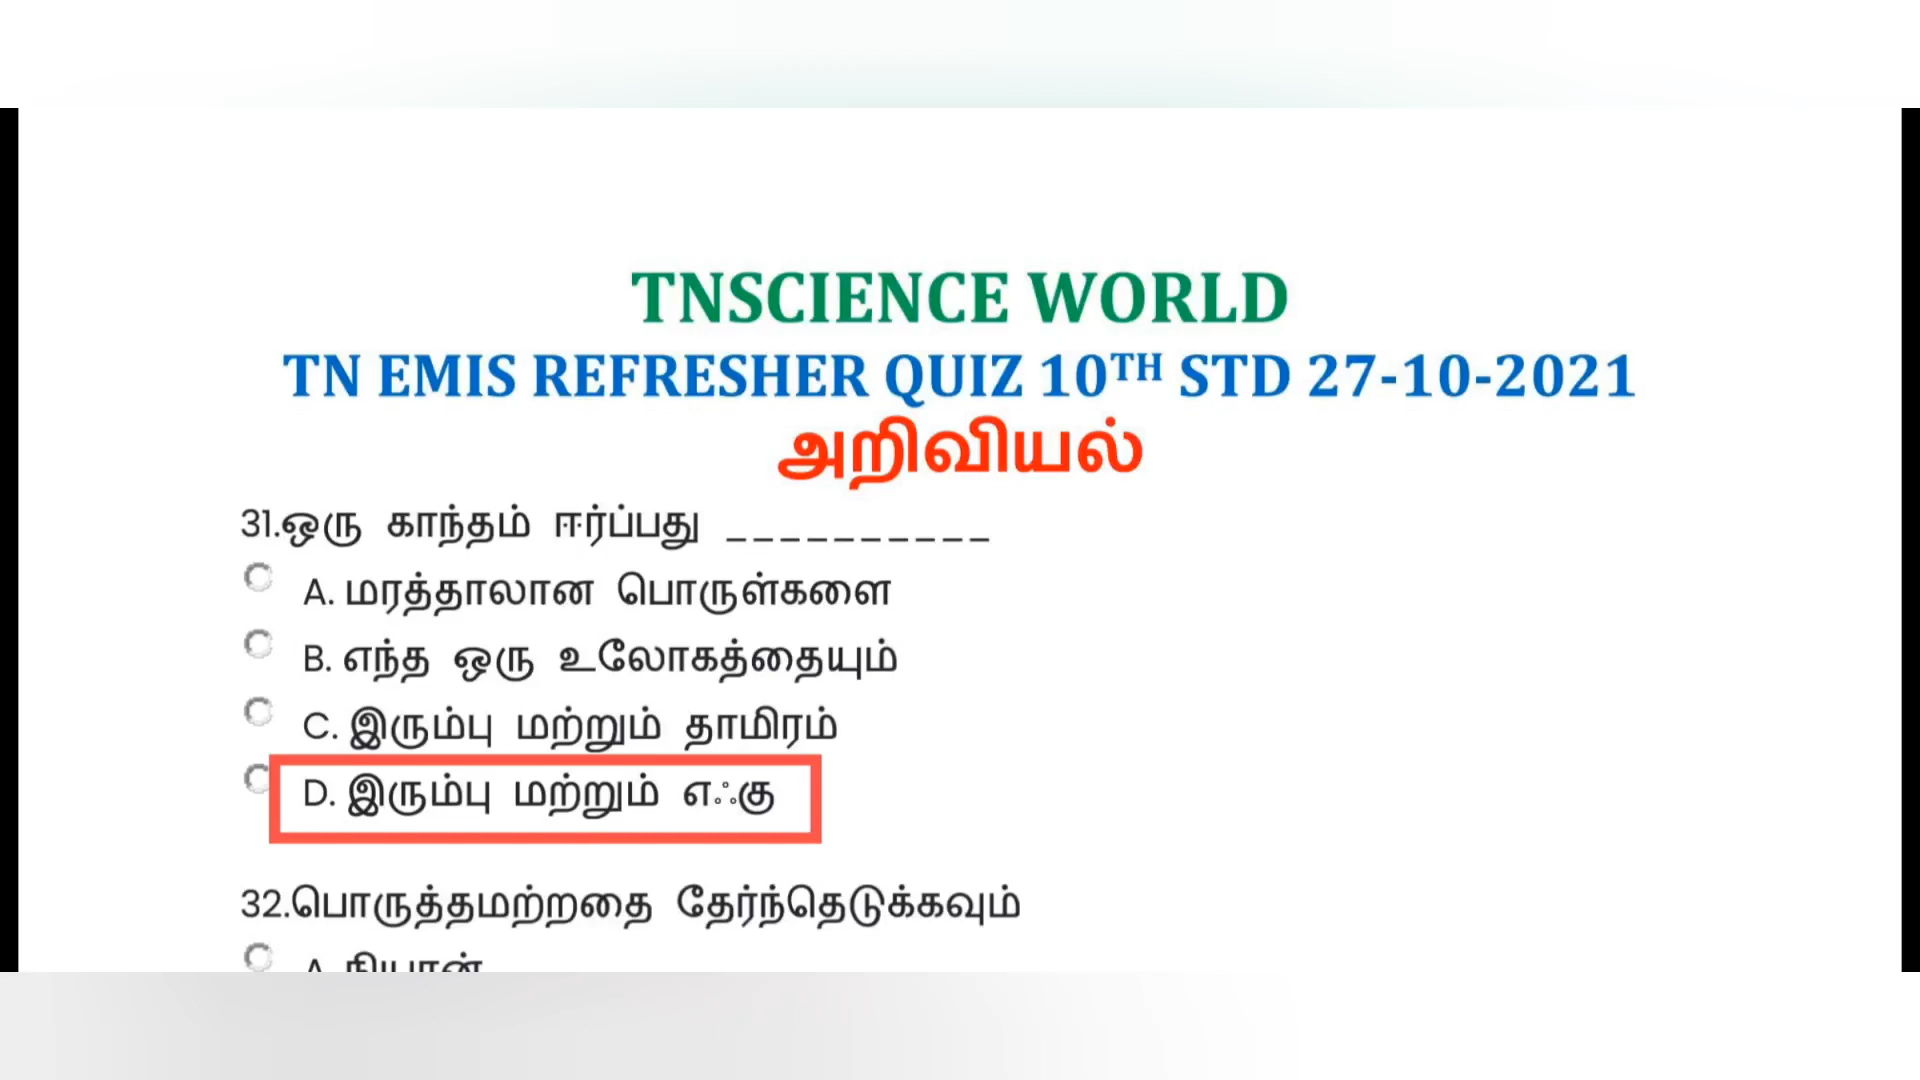 TNSCIENCE WORLD
TN EMIS REFRESHER QUIZ 10TH STD 27-10-2021
அறிவியல்
31.ஒரு காந்தம் ஈர்ப்பது __________
A. மரத்தாலான பொருள்களை
B. எந்த ஒரு உலோகத்தையும்
C. இரும்பு மற்றும் தாமிரம்
D. இரும்பு மற்றும் எஃகு
32.பொருத்தமற்றதை தேர்ந்தெடுக்கவும்
A. நியான்